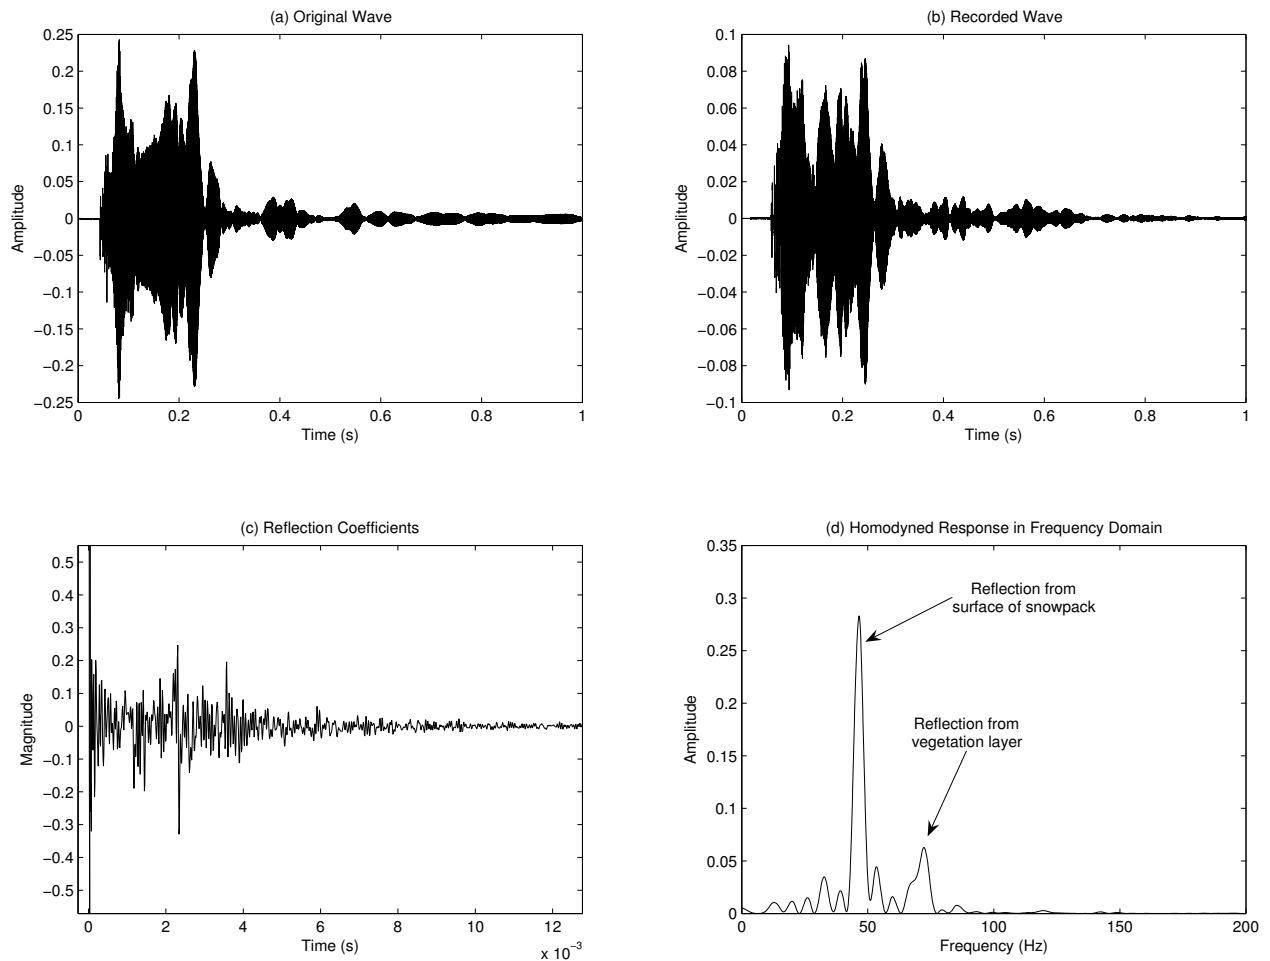 (a) Original Wave
0.25
0.2
0.15
0.1
0.05
0
−0.05
−0.1
−0.15
−0.2
−0.25
Amplitude
0 0.2 0.4 0.6 0.8 1
Time (s)
(b) Recorded Wave
0.1
0.08
0.06
0.04
0.02
0
−0.02
−0.04
−0.06
−0.08
−0.1
Amplitude
0 0.2 0.4 0.6 0.8 1
Time (s)
(c) Reflection Coefficients
0.5
0.4
0.3
0.2
0.1
0
−0.1
−0.2
−0.3
−0.4
−0.5
Magnitude
0 2 4 6 8 10 12
Time (s)
x 10⁻³
(d) Homodyned Response in Frequency Domain
0.35
0.3
0.25
0.2
0.15
0.1
0.05
0
Amplitude
Reflection from
surface of snowpack
Reflection from
vegetation layer
0 50 100 150 200
Frequency (Hz)